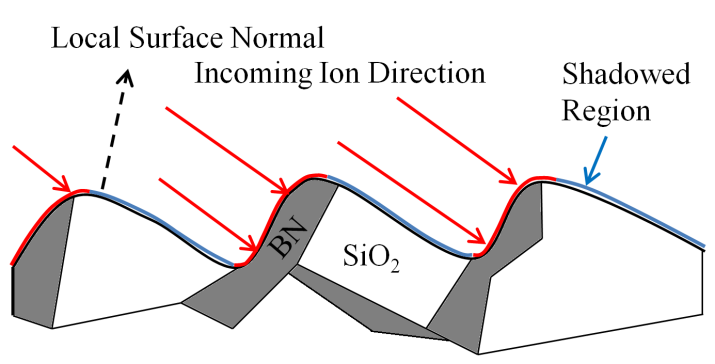 Local Surface Normal
Incoming Ion Direction
Shadowed
Region
BN
SiO₂